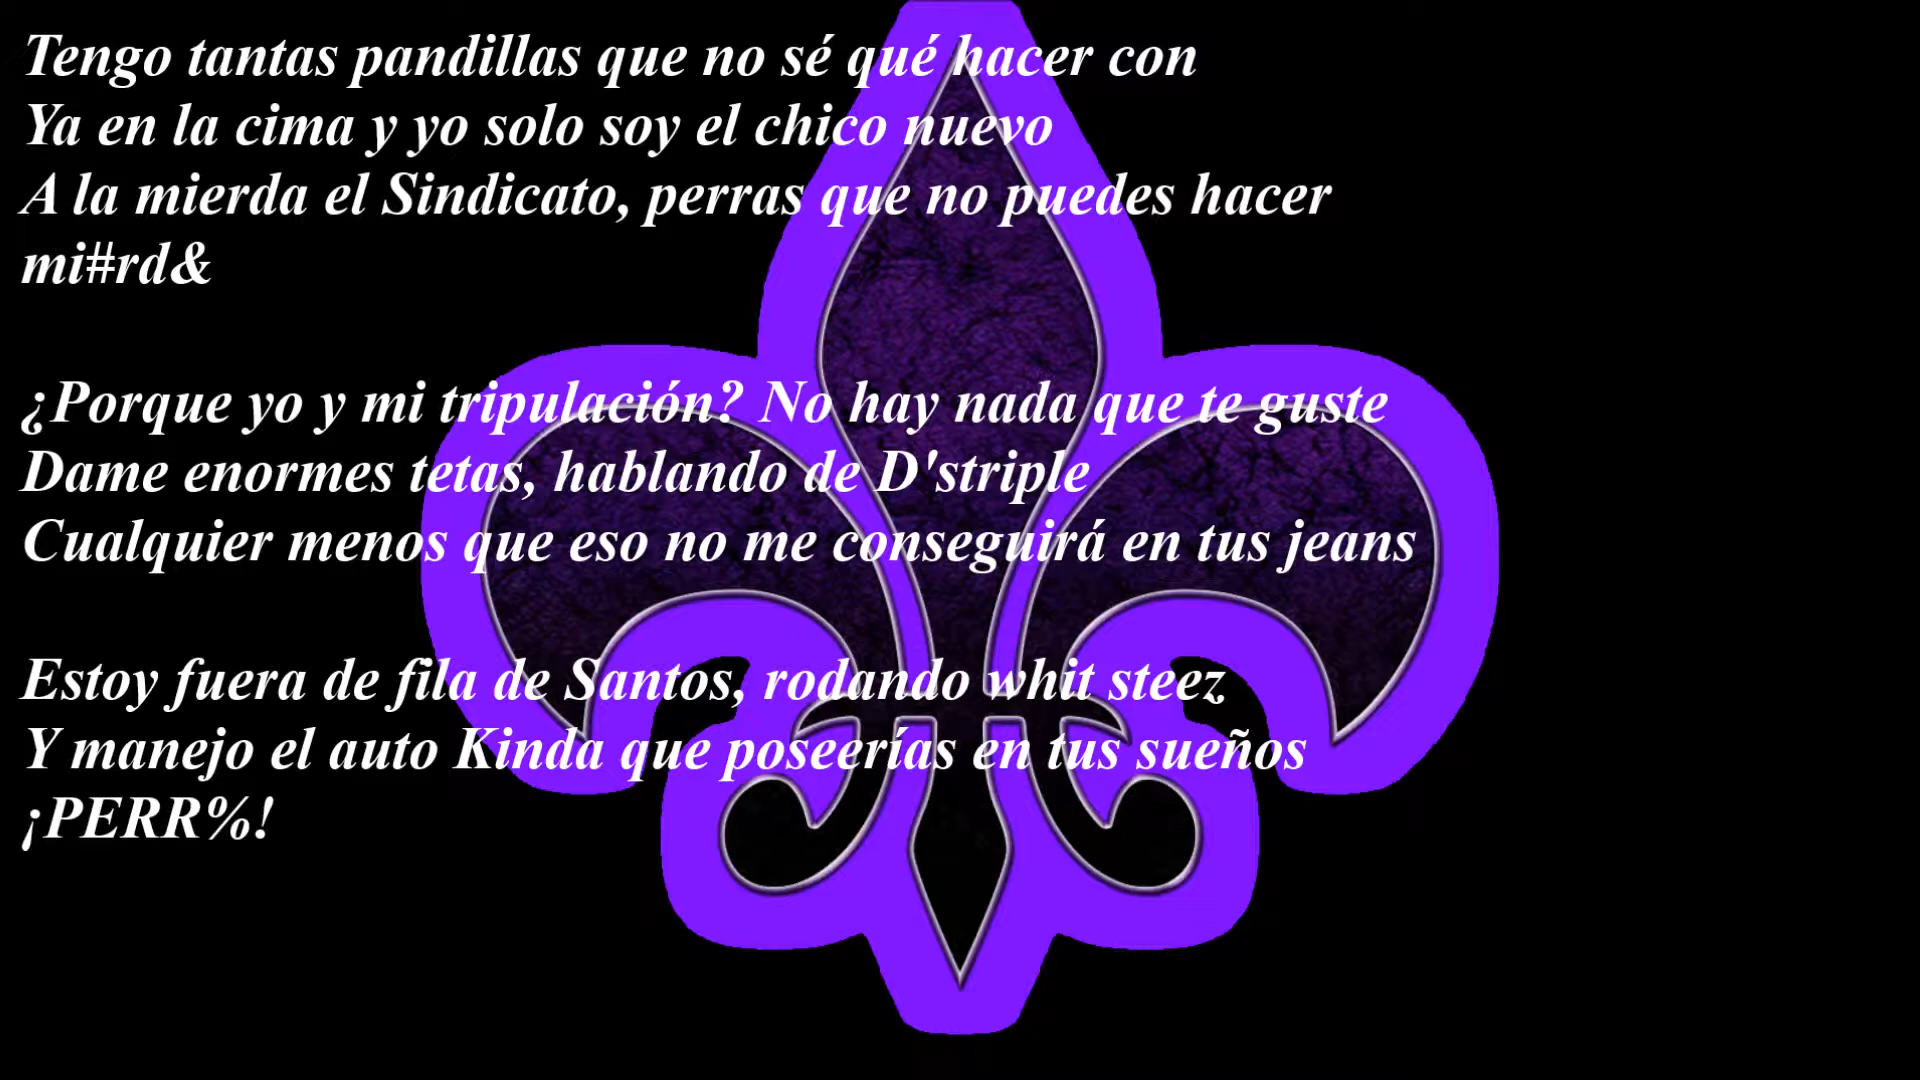 Tengo tantas pandillas que no sé qué hacer con
Ya en la cima y yo solo soy el chico nuevo
A la mierda el Sindicato, perras que no puedes hacer
mi#rd&
¿Porque yo y mi tripulación? No hay nada que te guste
Dame enormes tetas, hablando de D'striple
Cualquier menos que eso no me conseguirá en tus jeans
Estoy fuera de fila de Santos, rodando whit steez
Y manejo el auto Kinda que poseerías en tus sueños
¡PERR%!